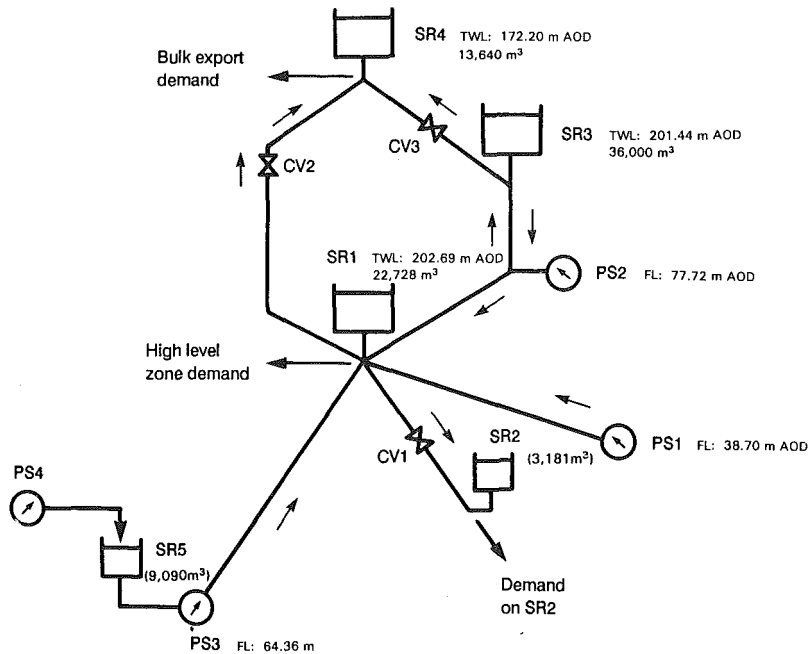 SR4 TWL: 172.20 m AOD
13,640 m³
Bulk export
demand
CV3
SR3
TWL: 201.44 m AOD
36,000 m³
CV2
SR1 TWL: 202.69 m AOD
22,728 m³
PS2 FL: 77.72 m AOD
High level
zone demand
SR2
(3,181m³)
PS1 FL: 38.70 m AOD
CV1
PS4
SR5
(9,090m³)
Demand
on SR2
PS3 FL: 64.36 m